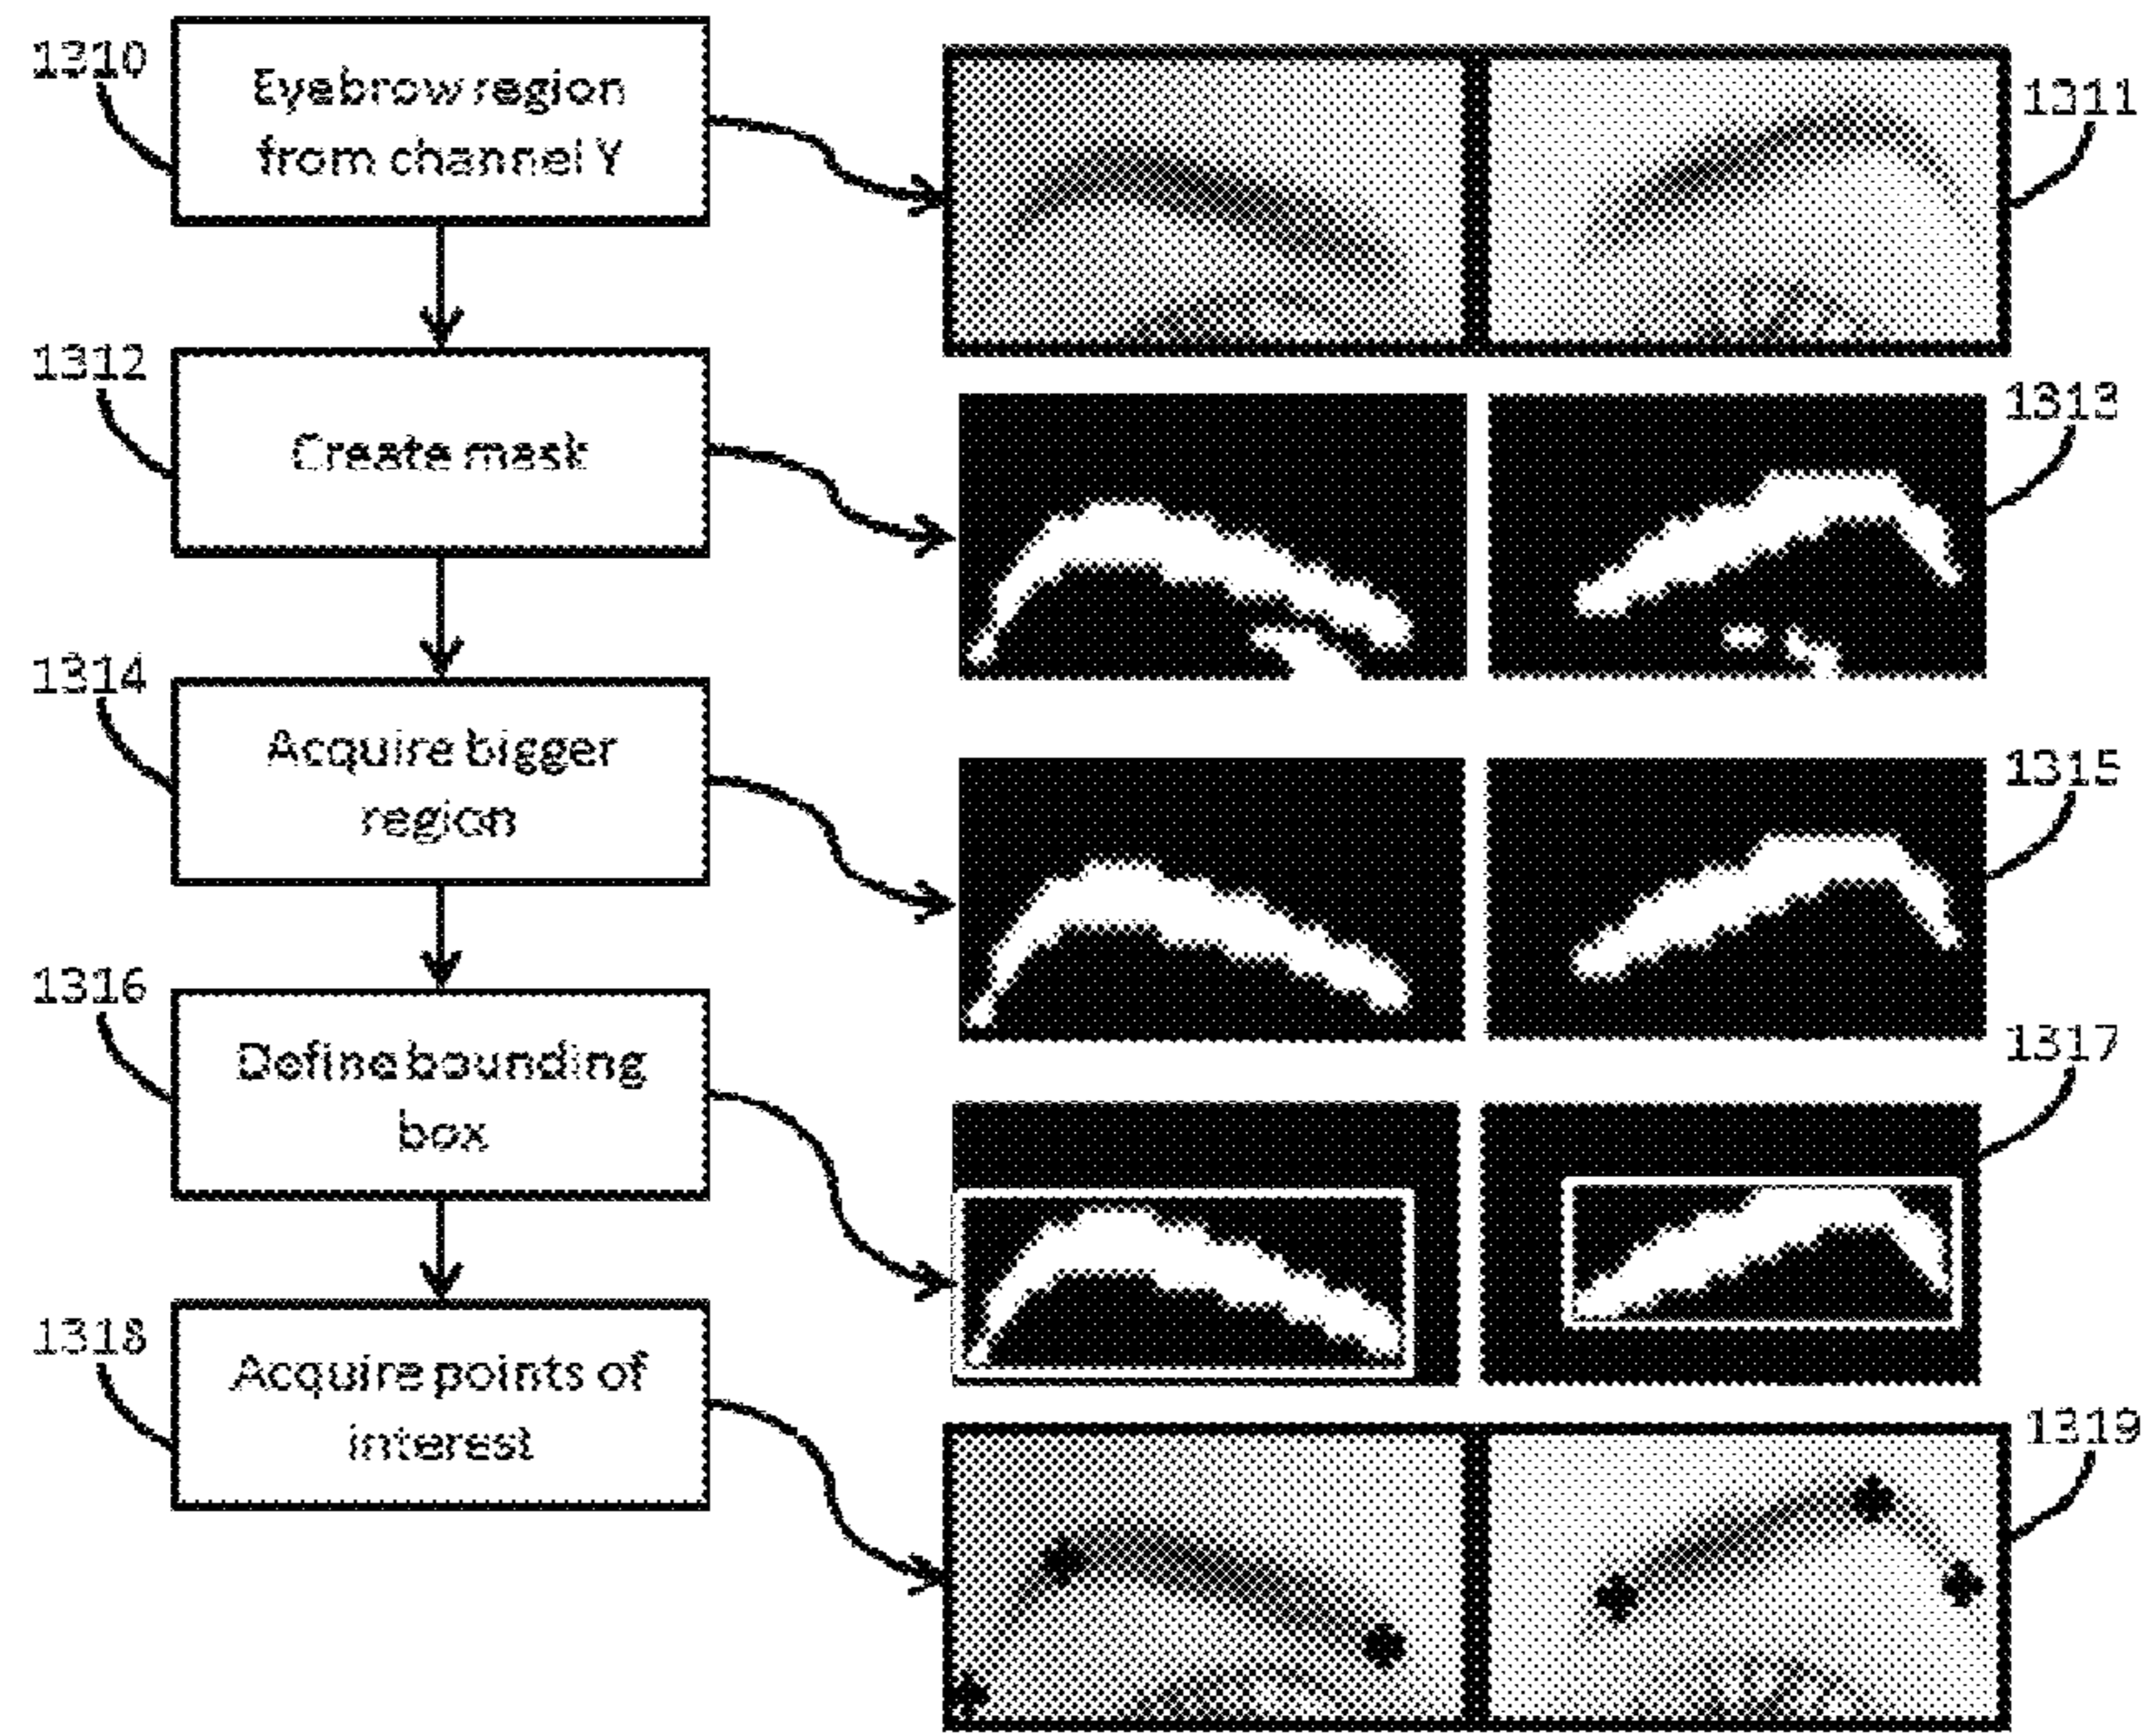 1310
Eyebrow region
from channel Y
1311
1312
Create mask
1313
1314
Acquire bigger
region
1315
1316
Define bounding
box
1317
1318
Acquire points of
interest
1319